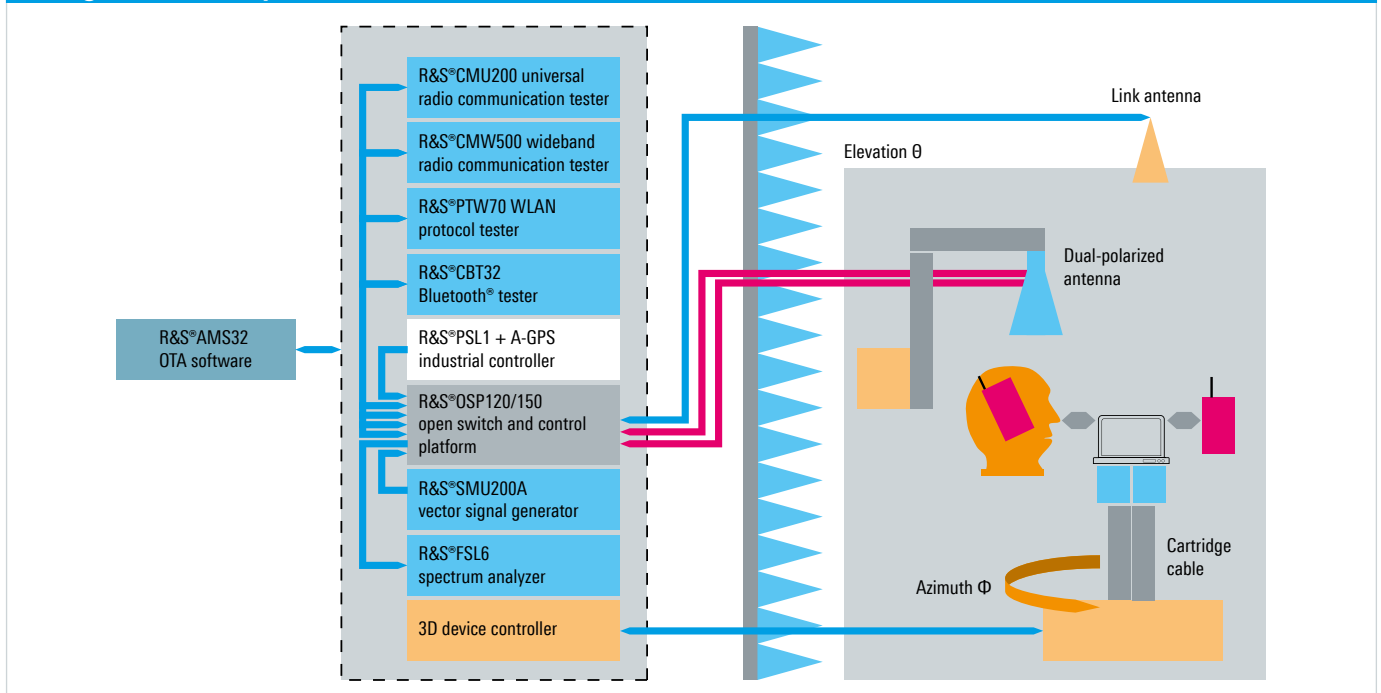 R&S®AMS32
OTA software
R&S®CMU200 universal
radio communication tester
R&S®CMW500 wideband
radio communication tester
R&S®PTW70 WLAN
protocol tester
R&S®CBT32
Bluetooth® tester
R&S®PSL1 + A-GPS
industrial controller
R&S®OSP120/150
open switch and control
platform
R&S®SMU200A
vector signal generator
R&S®FSL6
spectrum analyzer
3D device controller
Link antenna
Elevation θ
Dual-polarized
antenna
Cartridge
cable
Azimuth Φ